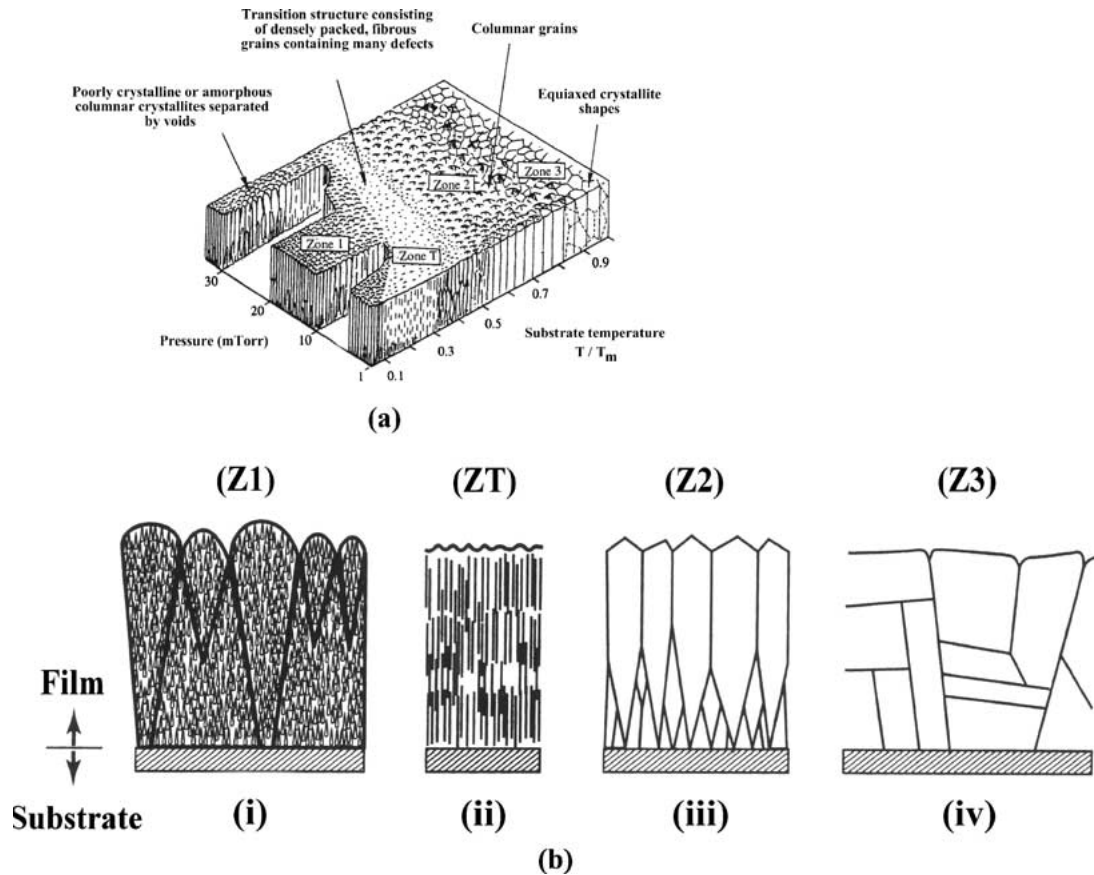 Transition structure consisting
of densely packed, fibrous
grains containing many defects
Columnar grains
Poorly crystalline or amorphous
columnar crystallites separated
by voids
Equiaxed crystallite
shapes
Zone 3
Zone 2
Zone 1
Zone T
30
20
10
1
Pressure (mTorr)
0.1
0.3
0.5
0.7
0.9
Substrate temperature
T / Tm
(a)
(Z1)
(ZT)
(Z2)
(Z3)
Film
Substrate
(i)
(ii)
(iii)
(iv)
(b)